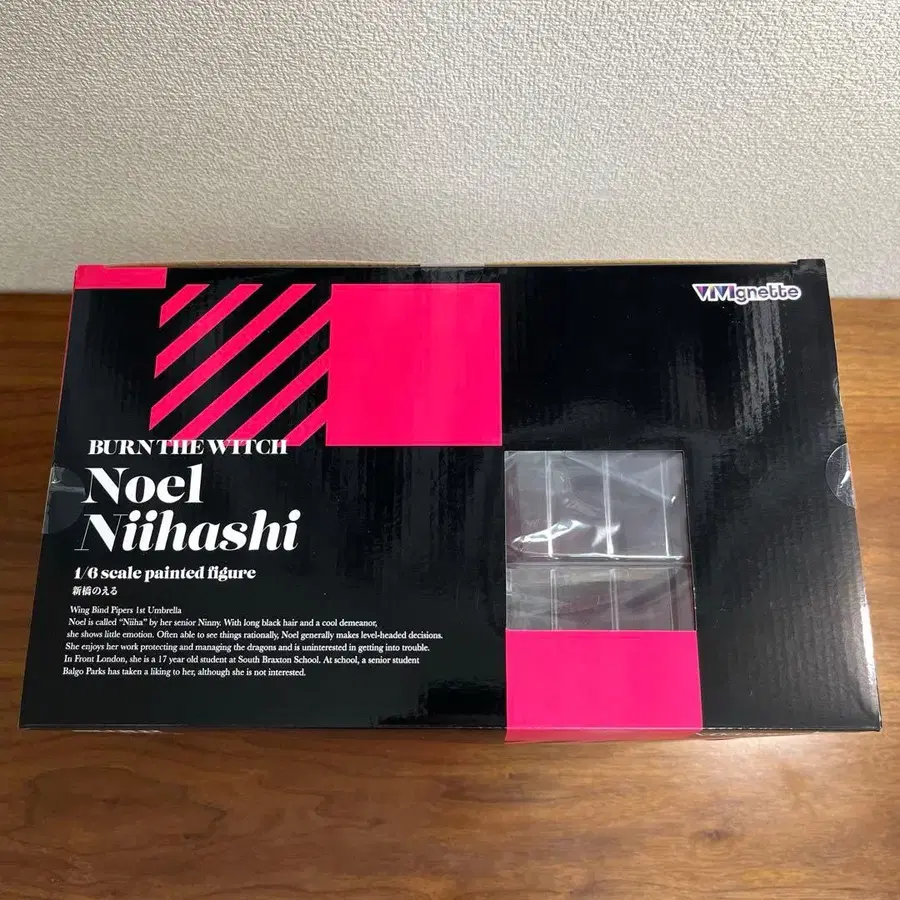 VIVIgnette
BURN THE WITCH
Noel
Niihashi
1/6 scale painted figure
新橋のえる
Wing Bind Pipers 1st Umbrella
Noel is called "Niiha" by her senior Ninny. With long black hair and a cool demeanor,
she shows little emotion. Often able to see things rationally, Noel generally makes level-headed decisions.
She enjoys her work protecting and managing the dragons and is uninterested in getting into trouble.
In Front London, she is a 17 year old student at South Braxton School. At school, a senior student
Balgo Parks has taken a liking to her, although she is not interested.